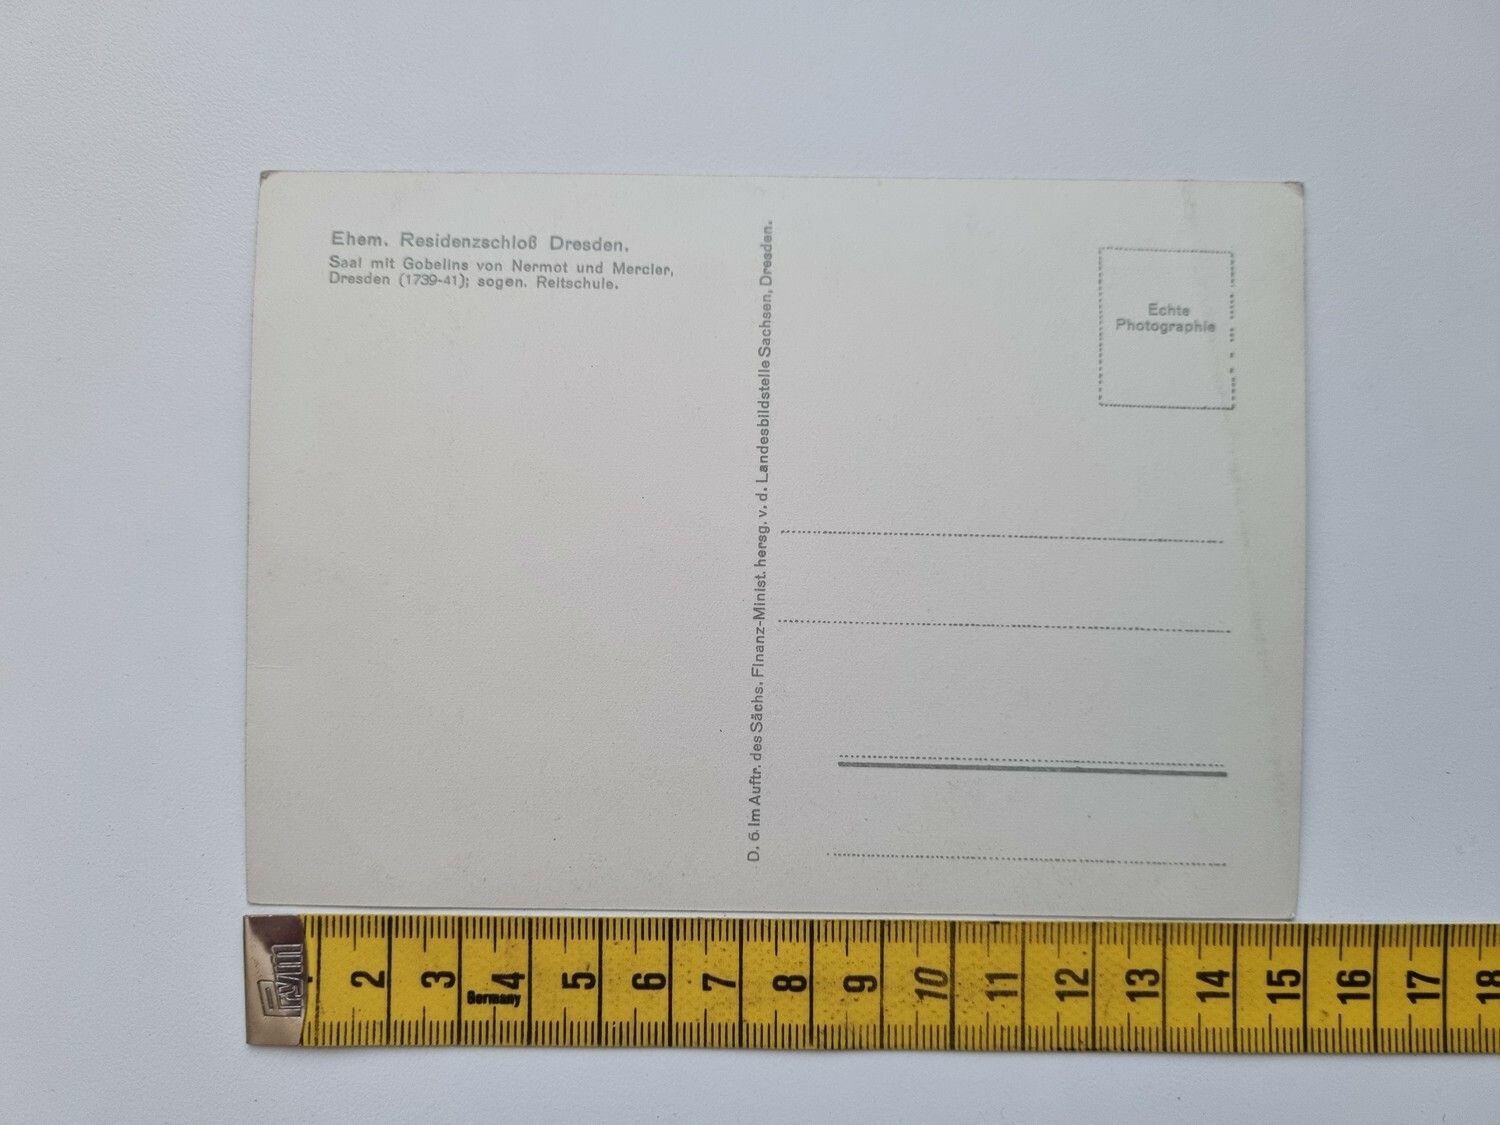 Ehem. Residenzschloß Dresden.
Saal mit Gobelins von Nermot und Mercier,
Dresden (1739-41); sogen. Reitschule.
D. 6. Im Auftr. des Sächs. Finanz-Minist. hersg. v. d. Landesbildstelle Sachsen, Dresden.
Echte
Photographie
Prym
2 3 4 5 6 7 8 9 10 11 12 13 14 15 16 17 18
Germany